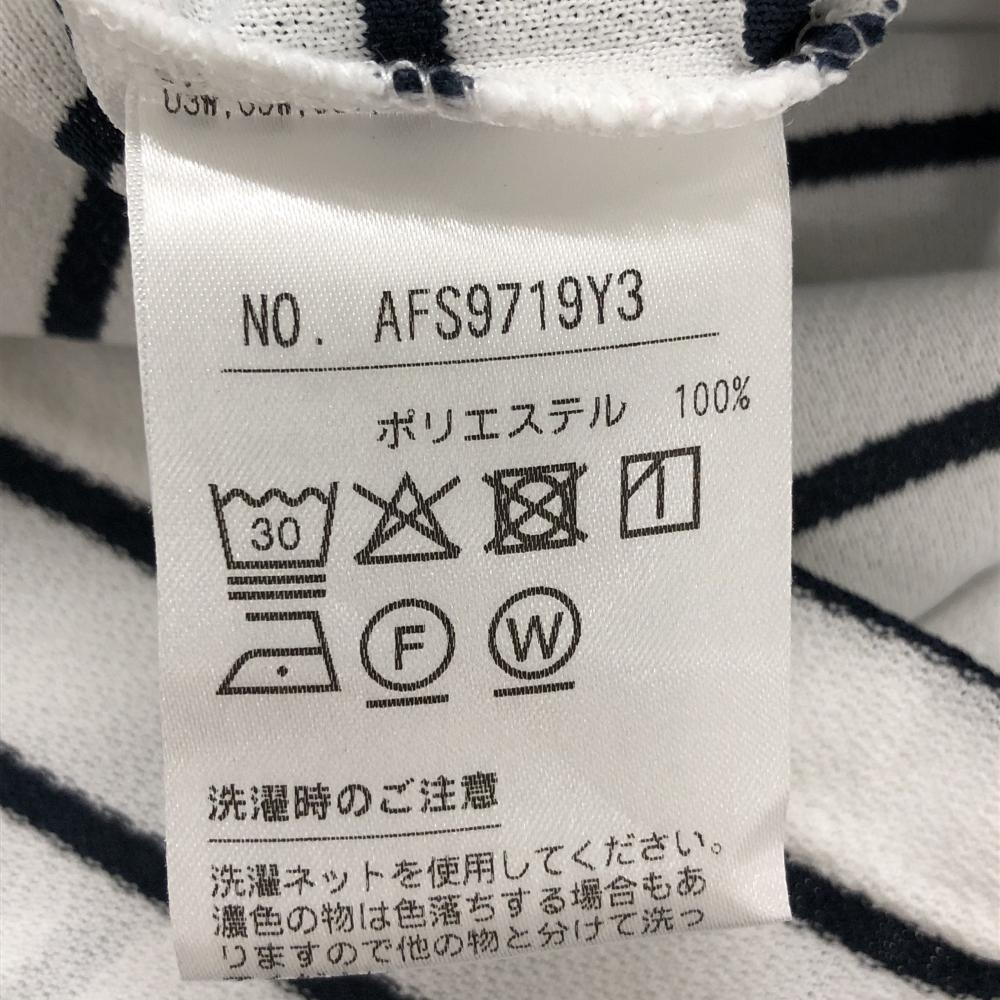 NO. AFS9719Y3
ポリエステル 100%
30
F W
洗濯時のご注意
洗濯ネットを使用してください。
濃色の物は色落ちする場合もあ
りますので他の物と分けて洗っ